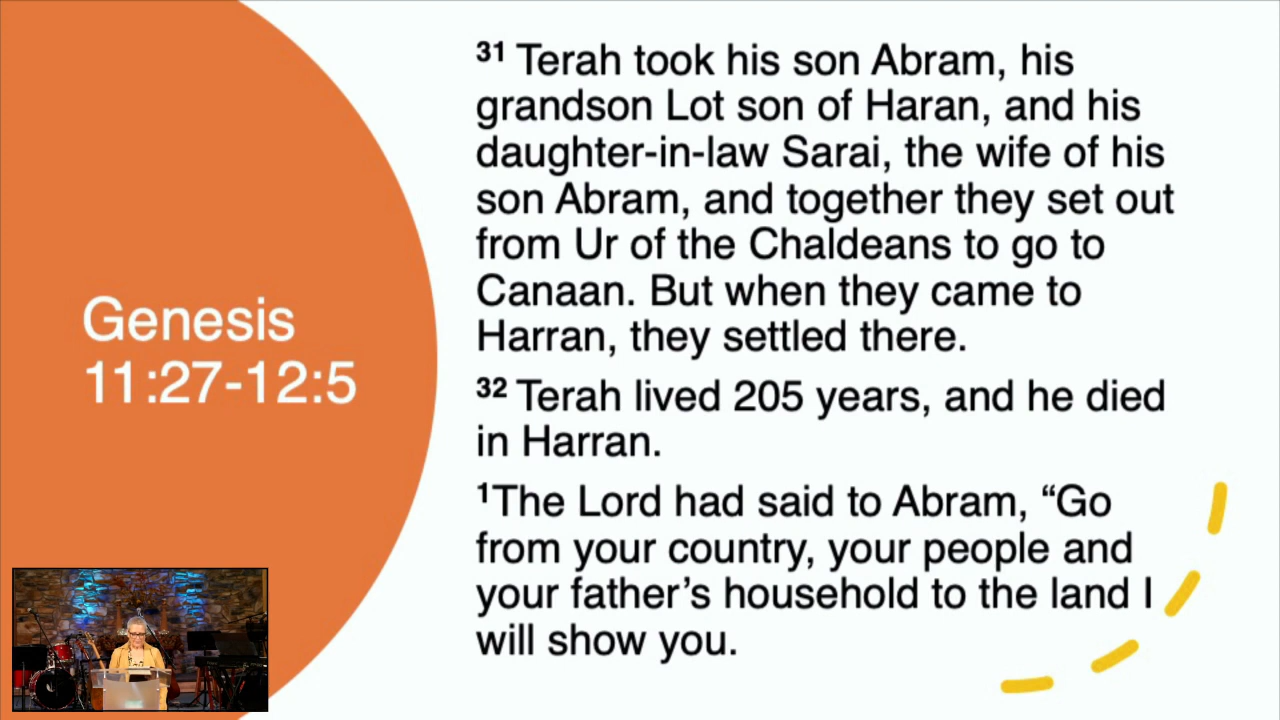 Genesis
11:27-12:5
31 Terah took his son Abram, his
grandson Lot son of Haran, and his
daughter-in-law Sarai, the wife of his
son Abram, and together they set out
from Ur of the Chaldeans to go to
Canaan. But when they came to
Harran, they settled there.
32 Terah lived 205 years, and he died
in Harran.
1The Lord had said to Abram, “Go
from your country, your people and
your father’s household to the land I
will show you.